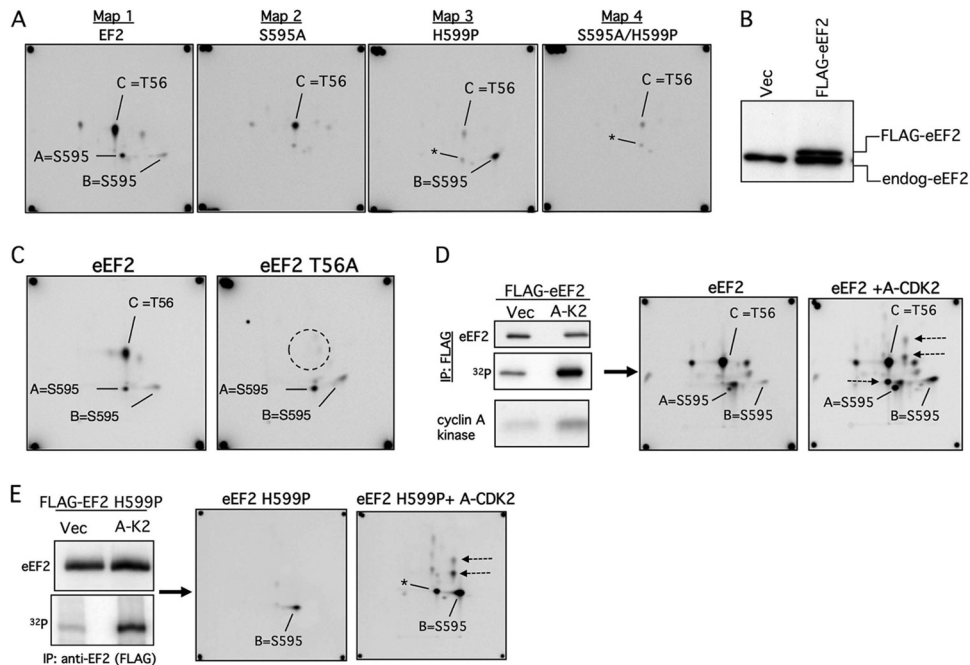 A
Map 1
EF2
Map 2
S595A
Map 3
H599P
Map 4
S595A/H599P
C =T56
A=S595
B=S595
C =T56
C =T56
*
B=S595
C =T56
*
B
Vec
FLAG-eEF2
FLAG-eEF2
endog-eEF2
C
eEF2
C =T56
A=S595
B=S595
eEF2 T56A
A=S595
B=S595
D
FLAG-eEF2
Vec A-K2
IP: FLAG
eEF2
32P
cyclin A
kinase
eEF2
C =T56
A=S595
B=S595
eEF2 +A-CDK2
C =T56
A=S595
B=S595
E
FLAG-EF2 H599P
Vec A-K2
eEF2
32P
IP: anti-EF2 (FLAG)
eEF2 H599P
B=S595
eEF2 H599P+ A-CDK2
*
B=S595